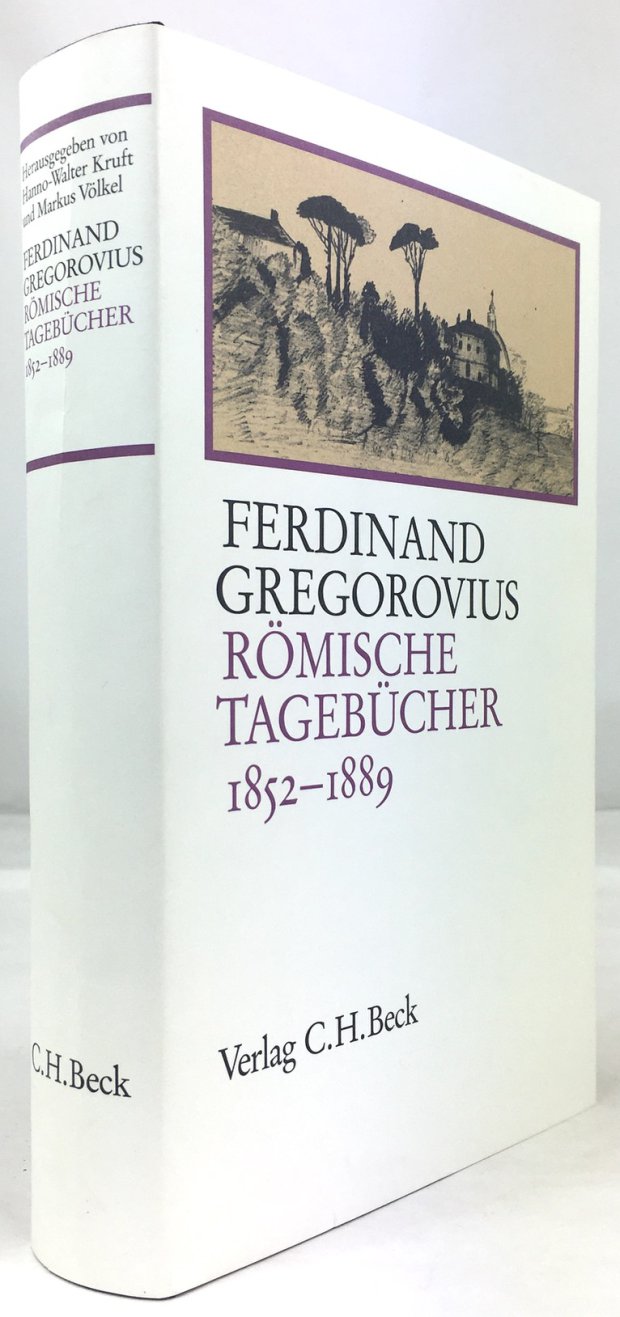 Herausgegeben von
Hanno-Walter Kruft
und Markus Völkel
FERDINAND
GREGOROVIUS
RÖMISCHE
TAGEBÜCHER
1852–1889
C.H.Beck
FERDINAND
GREGOROVIUS
RÖMISCHE
TAGEBÜCHER
1852–1889
Verlag C.H.Beck